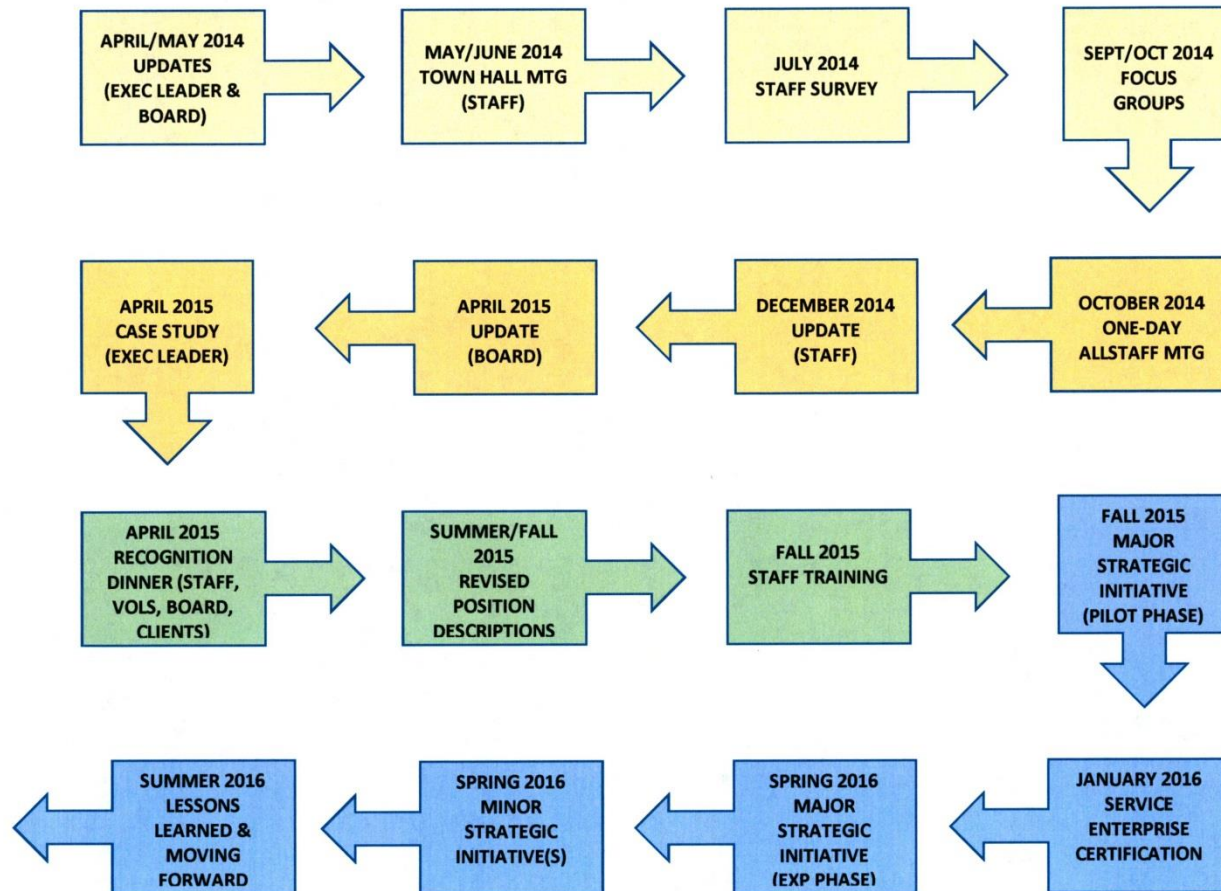 APRIL/MAY 2014
UPDATES
(EXEC LEADER &
BOARD)
MAY/JUNE 2014
TOWN HALL MTG
(STAFF)
JULY 2014
STAFF SURVEY
SEPT/OCT 2014
FOCUS
GROUPS
OCTOBER 2014
ONE-DAY
ALLSTAFF MTG
DECEMBER 2014
UPDATE
(STAFF)
APRIL 2015
UPDATE
(BOARD)
APRIL 2015
CASE STUDY
(EXEC LEADER)
APRIL 2015
RECOGNITION
DINNER (STAFF,
VOLS, BOARD,
CLIENTS)
SUMMER/FALL
2015
REVISED
POSITION
DESCRIPTIONS
FALL 2015
STAFF TRAINING
FALL 2015
MAJOR
STRATEGIC
INITIATIVE
(PILOT PHASE)
JANUARY 2016
SERVICE
ENTERPRISE
CERTIFICATION
SPRING 2016
MAJOR
STRATEGIC
INITIATIVE
(EXP PHASE)
SPRING 2016
MINOR
STRATEGIC
INITIATIVE(S)
SUMMER 2016
LESSONS
LEARNED &
MOVING
FORWARD